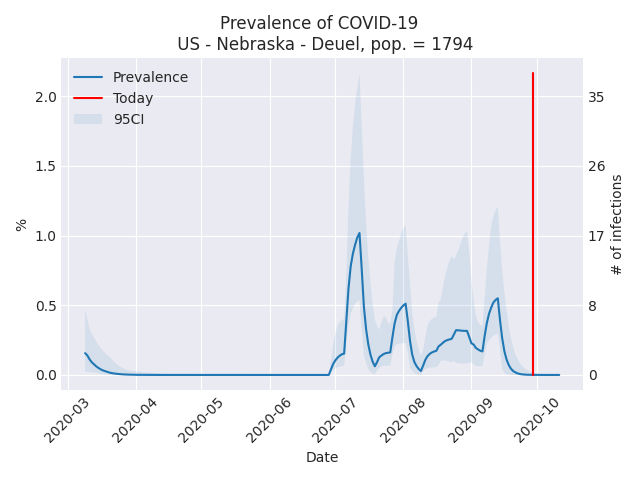 Prevalence of COVID-19
US - Nebraska - Deuel, pop. = 1794
Prevalence
Today
95CI
2.0
1.5
1.0
0.5
0.0
%
35
26
17
8
0
# of infections
2020-03
2020-04
2020-05
2020-06
2020-07
2020-08
2020-09
2020-10
Date